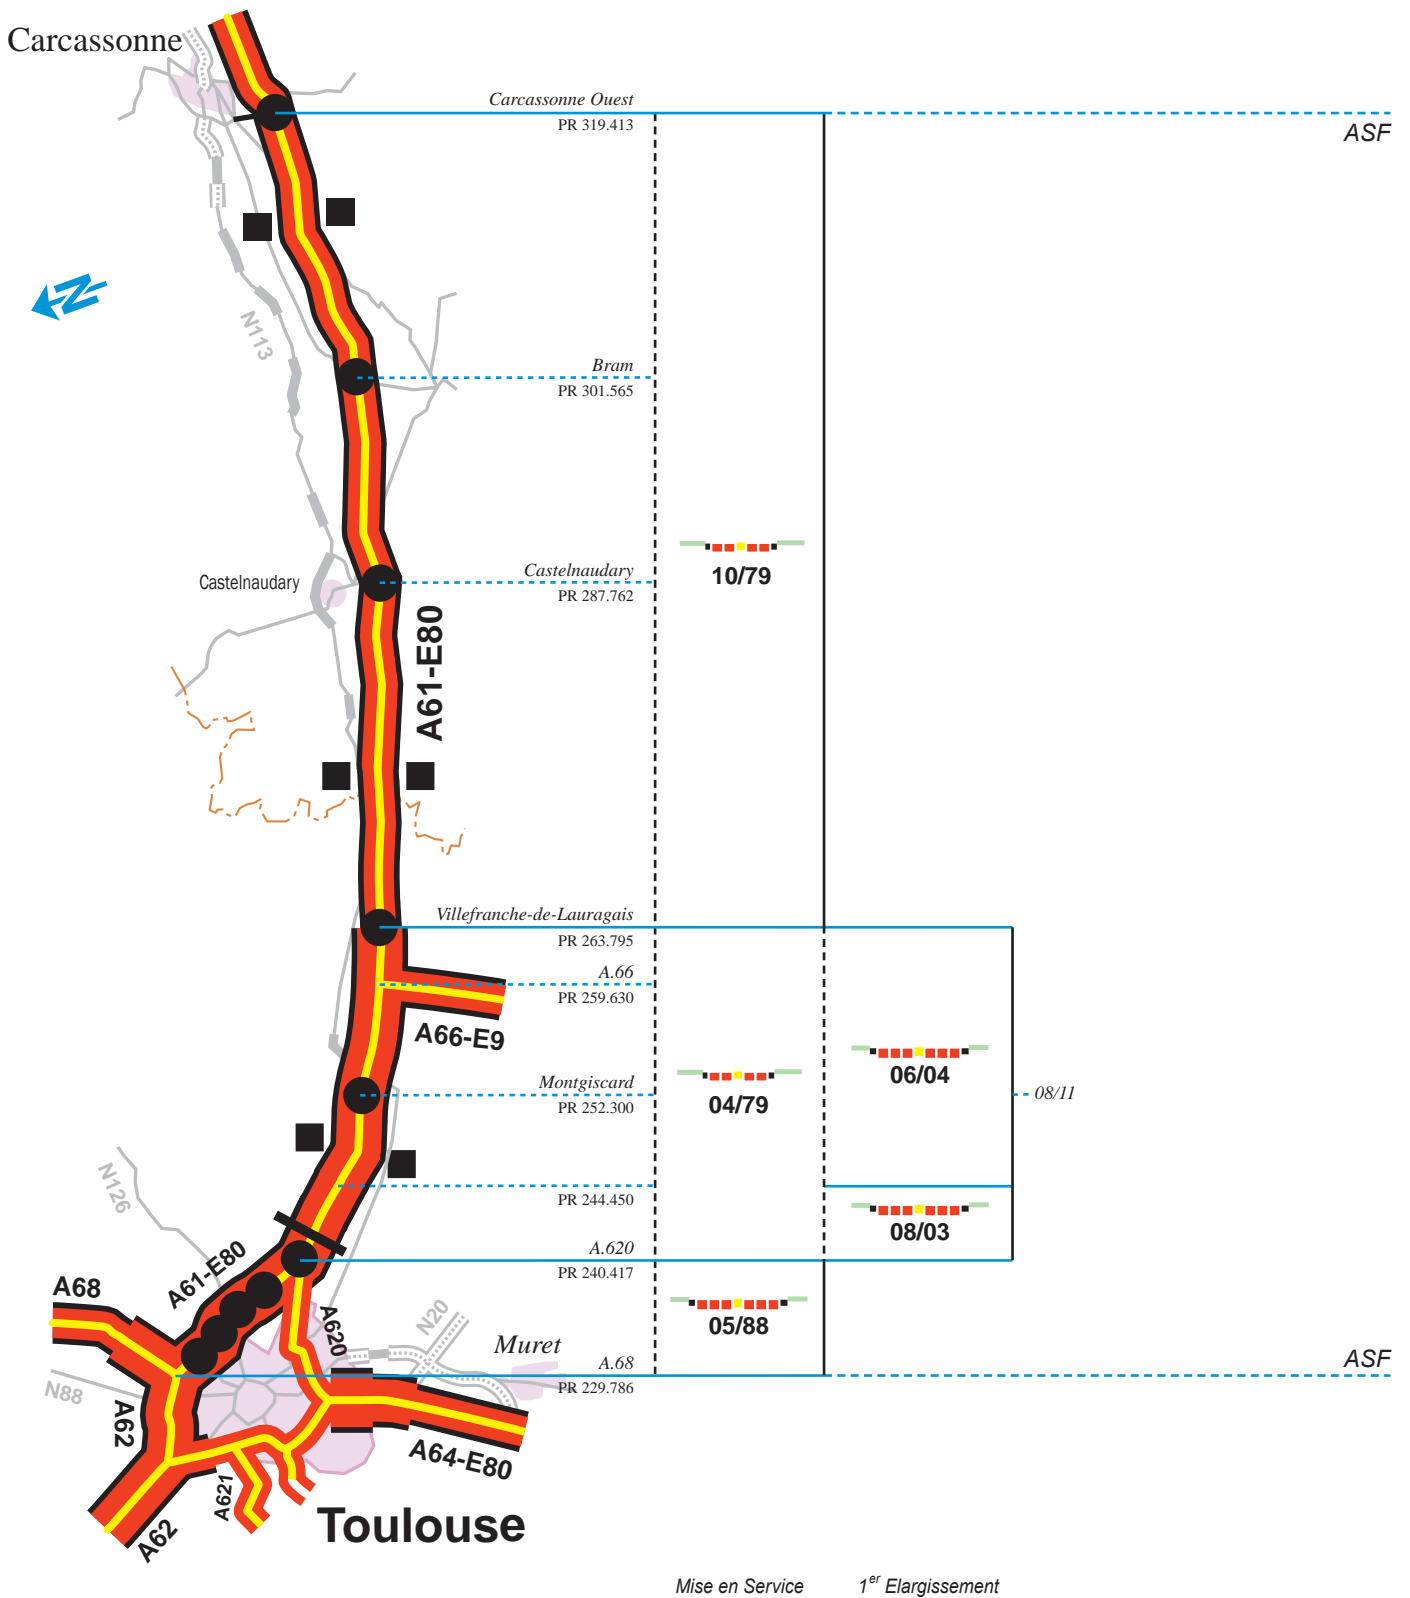 Carcassonne
Carcassonne Ouest
PR 319.413
ASF
N
N113
Bram
PR 301.565
Castelnaudary
Castelnaudary
PR 287.762
10/79
A61-E80
Villefranche-de-Lauragais
PR 263.795
A.66
PR 259.630
A66-E9
Montgiscard
PR 252.300
04/79
06/04
08/11
N126
PR 244.450
08/03
A.620
PR 240.417
A61-E80
A68
A620
N20
Muret
05/88
A.68
PR 229.786
ASF
N88
A62
A64-E80
A621
A62
Toulouse
Mise en Service
1er Elargissement